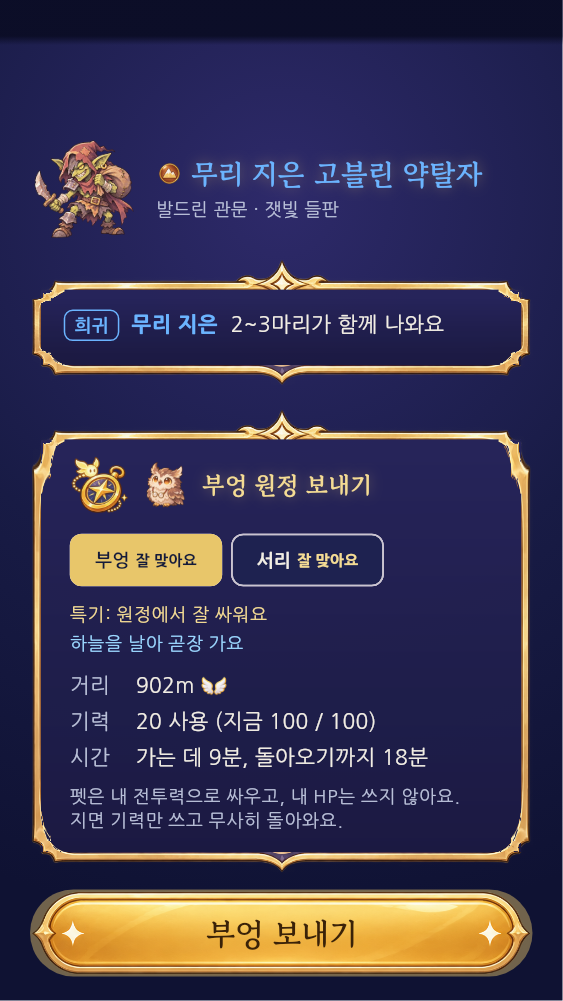 무리 지은 고블린 약탈자
발드린 관문 · 잿빛 들판
희귀 무리 지은 2~3마리가 함께 나와요
부엉 원정 보내기
부엉 잘 맞아요 서리 잘 맞아요
특기: 원정에서 잘 싸워요
하늘을 날아 곧장 가요
거리 902m
기력 20 사용 (지금 100 / 100)
시간 가는 데 9분, 돌아오기까지 18분
펫은 내 전투력으로 싸우고, 내 HP는 쓰지 않아요.
지면 기력만 쓰고 무사히 돌아와요.
부엉 보내기